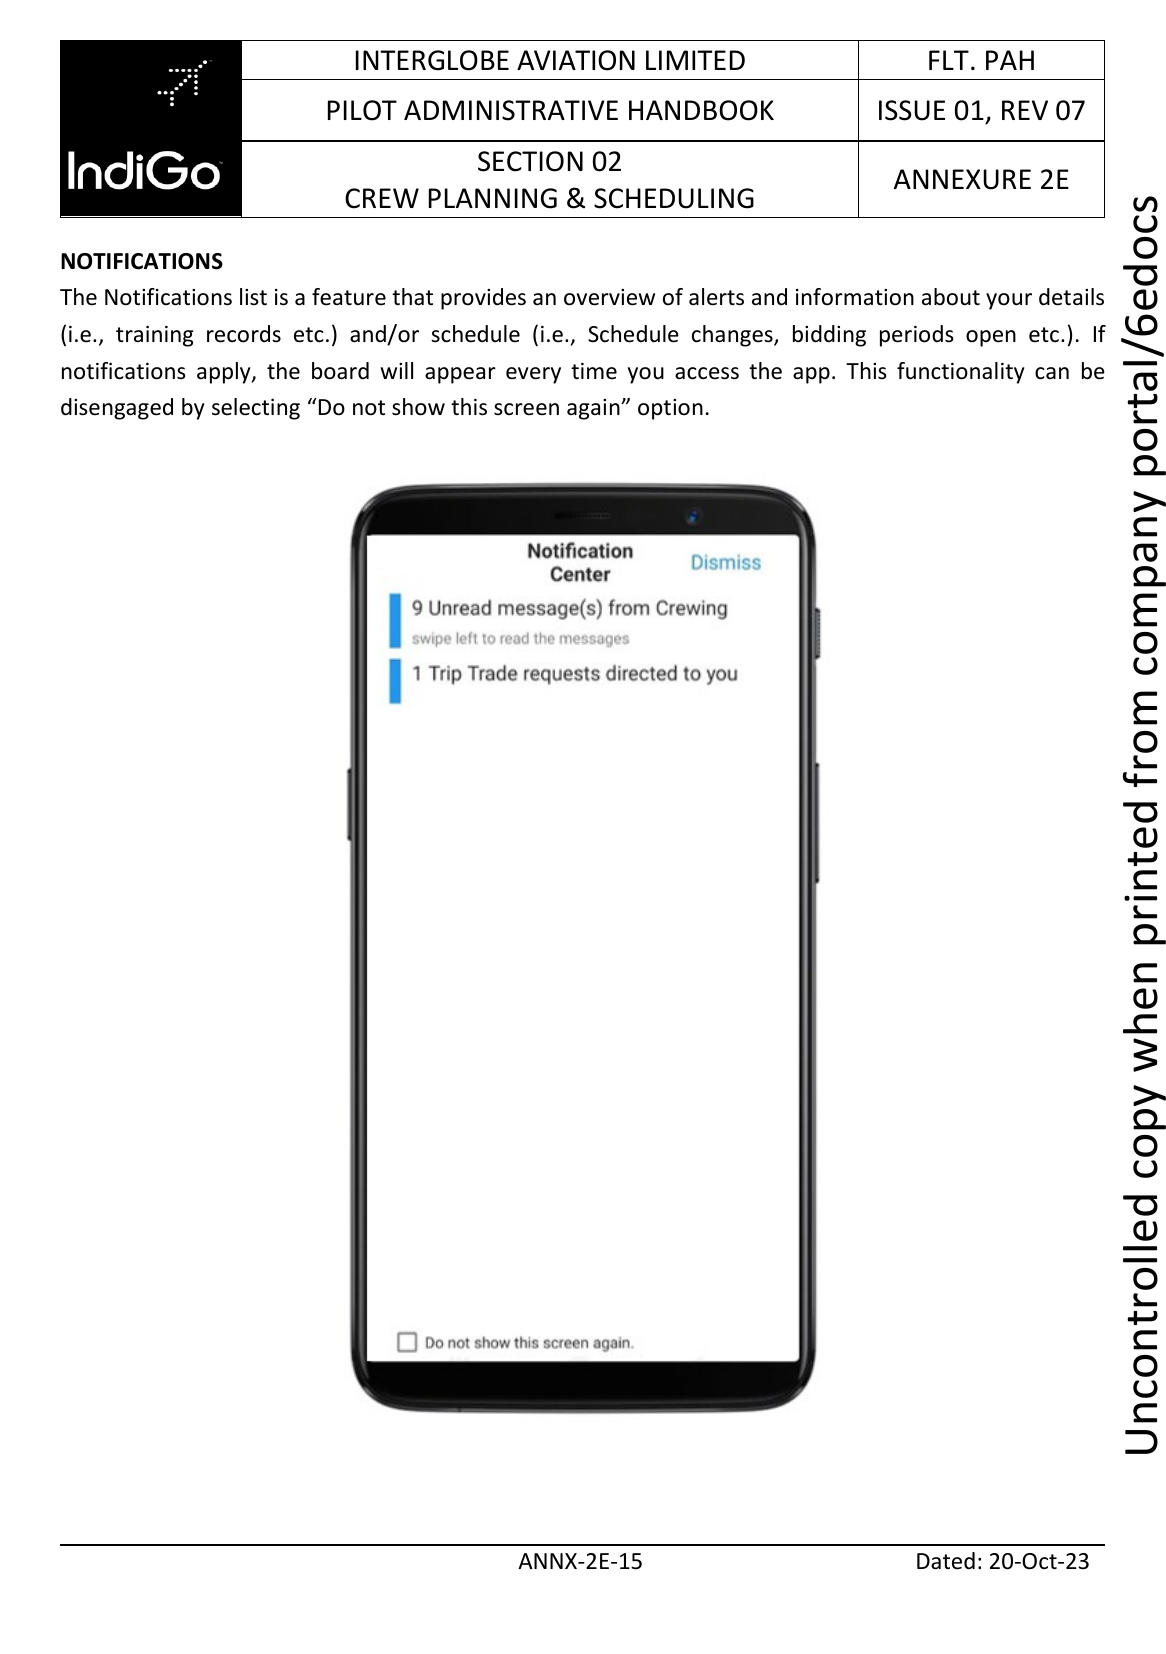 INTERGLOBE AVIATION LIMITED
FLT. PAH
PILOT ADMINISTRATIVE HANDBOOK
ISSUE 01, REV 07
IndiGo
SECTION 02
CREW PLANNING & SCHEDULING
ANNEXURE 2E
NOTIFICATIONS
The Notifications list is a feature that provides an overview of alerts and information about your details
(i.e., training records etc.) and/or schedule (i.e., Schedule changes, bidding periods open etc.). If
notifications apply, the board will appear every time you access the app. This functionality can be
disengaged by selecting “Do not show this screen again” option.
Notification
Center
Dismiss
9 Unread message(s) from Crewing
swipe left to read the messages
1 Trip Trade requests directed to you
Do not show this screen again.
ANNX-2E-15
Dated: 20-Oct-23
Uncontrolled copy when printed from company portal/6edocs